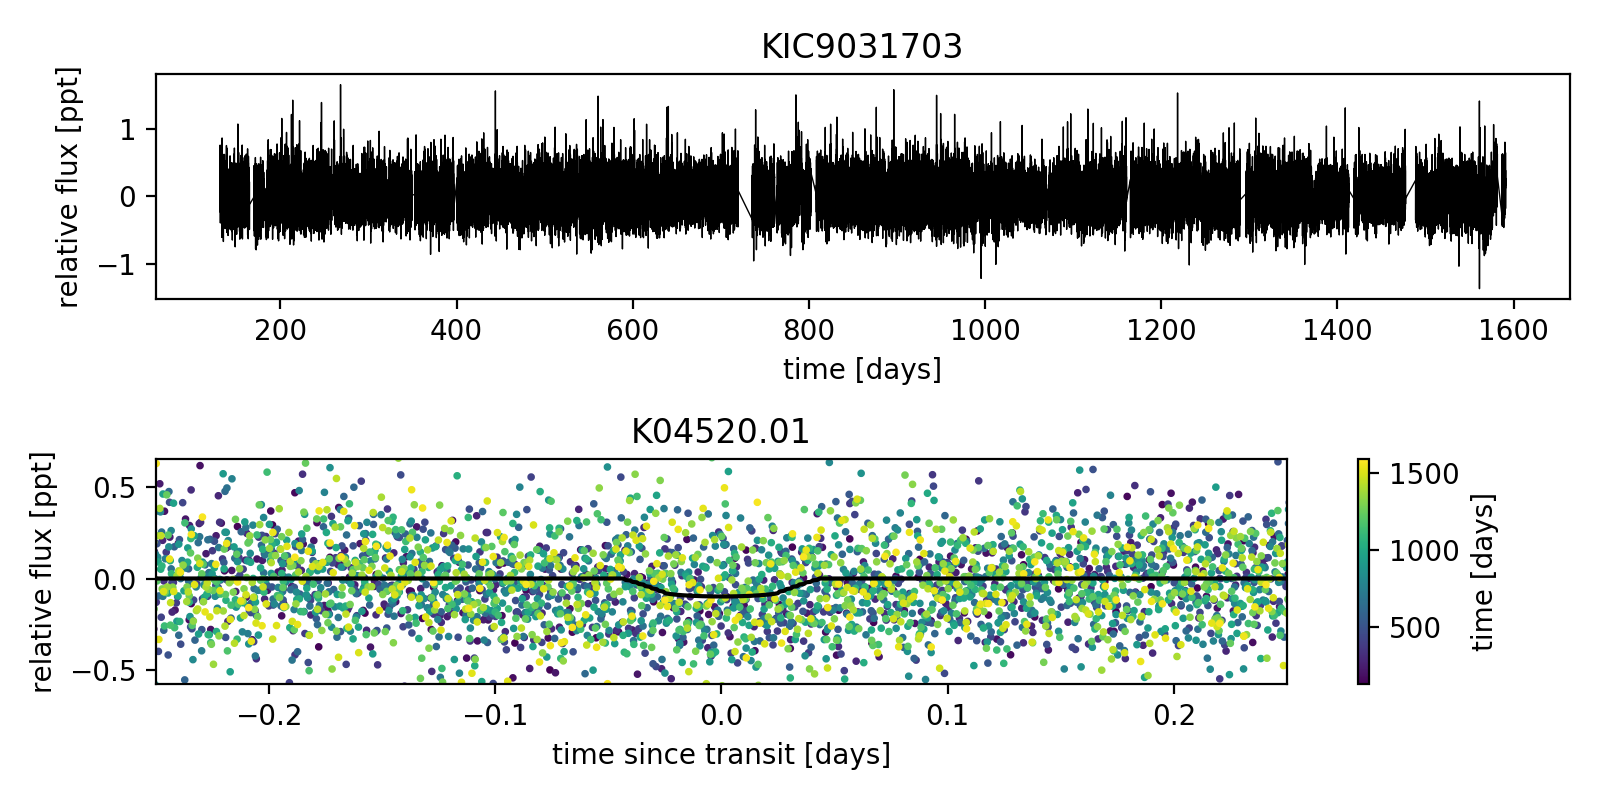 KIC9031703
relative flux [ppt]
1
0
−1
200 400 600 800 1000 1200 1400 1600
time [days]
K04520.01
relative flux [ppt]
0.5
0.0
−0.5
−0.2 −0.1 0.0 0.1 0.2
time since transit [days]
1500
1000
500
time [days]